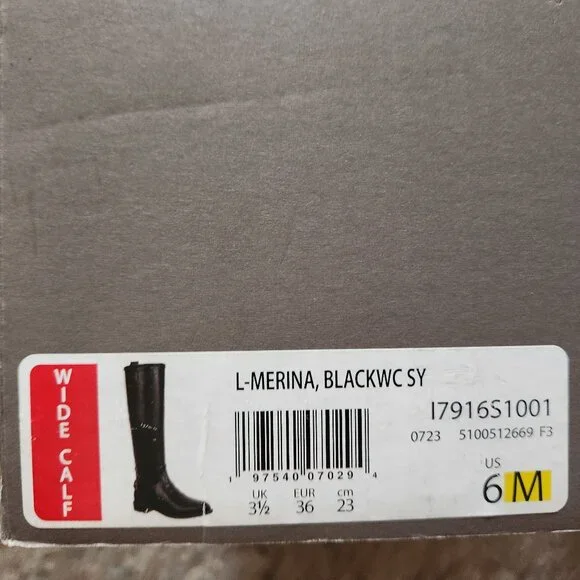 WIDE CALF
L-MERINA, BLACKWC SY
I7916S1001
0723 5100512669 F3
1 97540 07029 4
UK EUR cm
3½ 36 23
US
6 M